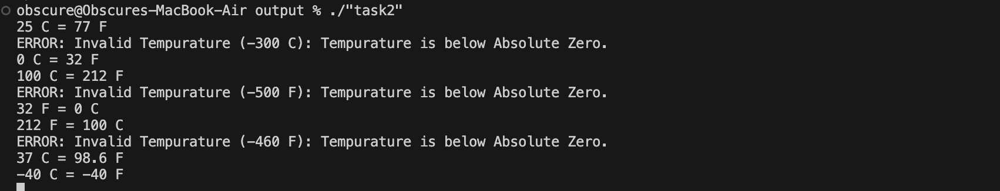 obscure@Obscures-MacBook-Air output % ./"task2"
25 C = 77 F
ERROR: Invalid Tempurature (-300 C): Tempurature is below Absolute Zero.
0 C = 32 F
100 C = 212 F
ERROR: Invalid Tempurature (-500 F): Tempurature is below Absolute Zero.
32 F = 0 C
212 F = 100 C
ERROR: Invalid Tempurature (-460 F): Tempurature is below Absolute Zero.
37 C = 98.6 F
-40 C = -40 F